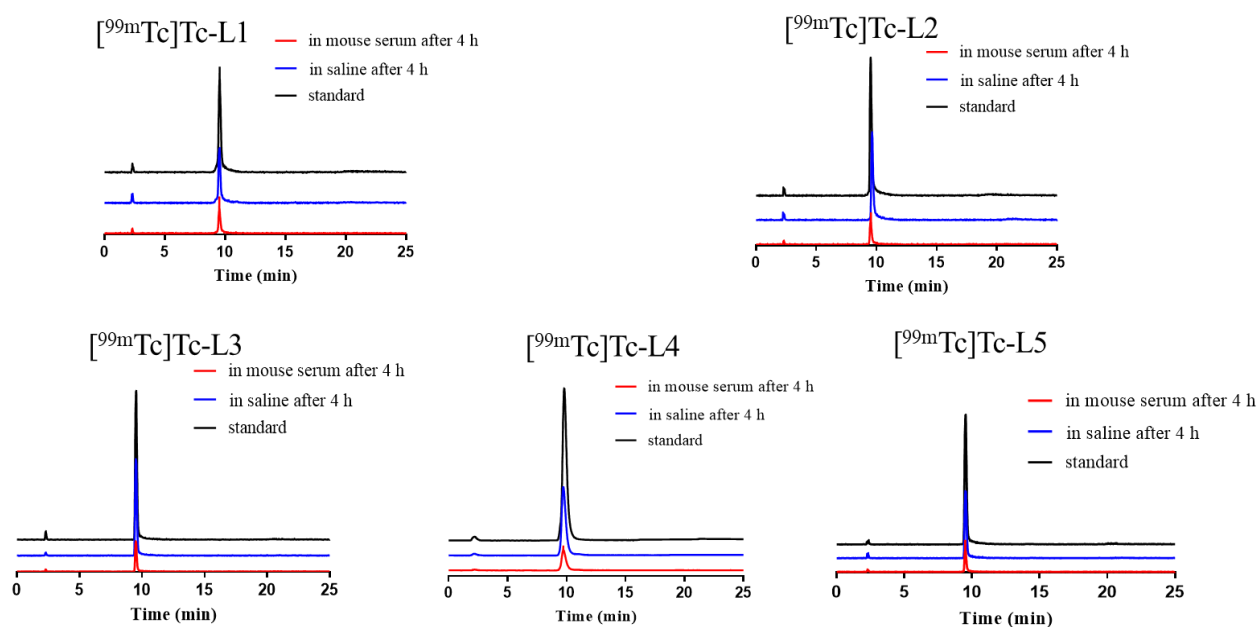 [⁹⁹ᵐTc]Tc-L1
in mouse serum after 4 h
in saline after 4 h
standard
0 5 10 15 20 25
Time (min)
[⁹⁹ᵐTc]Tc-L2
in mouse serum after 4 h
in saline after 4 h
standard
0 5 10 15 20 25
Time (min)
[⁹⁹ᵐTc]Tc-L3
in mouse serum after 4 h
in saline after 4 h
standard
0 5 10 15 20 25
Time (min)
[⁹⁹ᵐTc]Tc-L4
in mouse serum after 4 h
in saline after 4 h
standard
0 5 10 15 20 25
Time (min)
[⁹⁹ᵐTc]Tc-L5
in mouse serum after 4 h
in saline after 4 h
standard
0 5 10 15 20 25
Time (min)